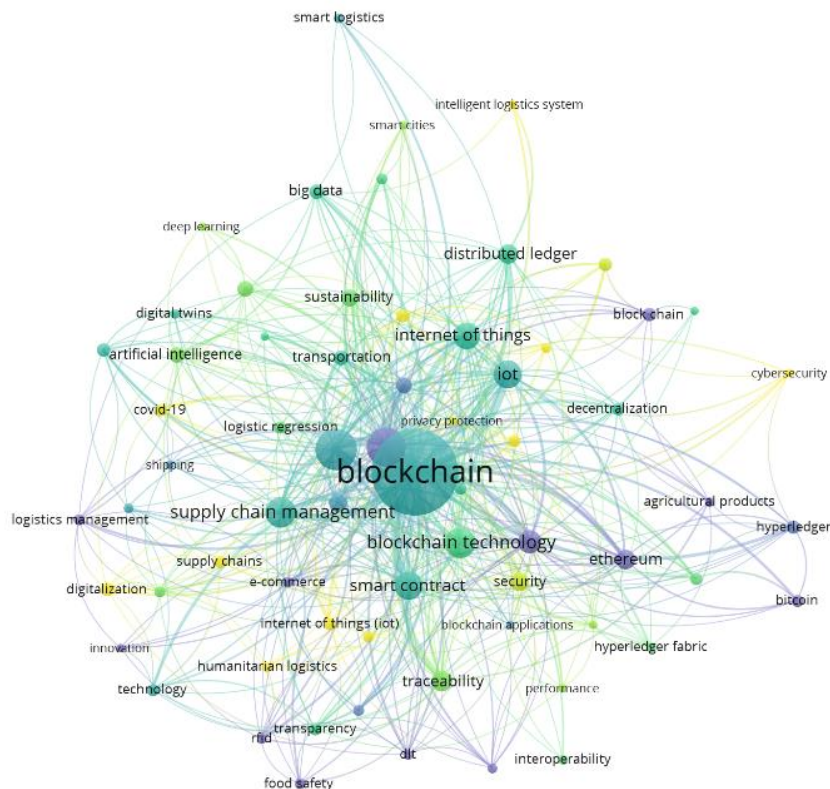 smart logistics
intelligent logistics system
smart cities
big data
deep learning
distributed ledger
sustainability
digital twins
block chain
internet of things
artificial intelligence
transportation
iot
cybersecurity
covid-19
decentralization
privacy protection
logistic regression
shipping
blockchain
agricultural products
supply chain management
logistics management
hyperledger
blockchain technology
ethereum
supply chains
e-commerce
security
digitalization
smart contract
bitcoin
internet of things (iot)
blockchain applications
innovation
hyperledger fabric
humanitarian logistics
traceability
technology
performance
transparency
rfid
dlt
interoperability
food safety